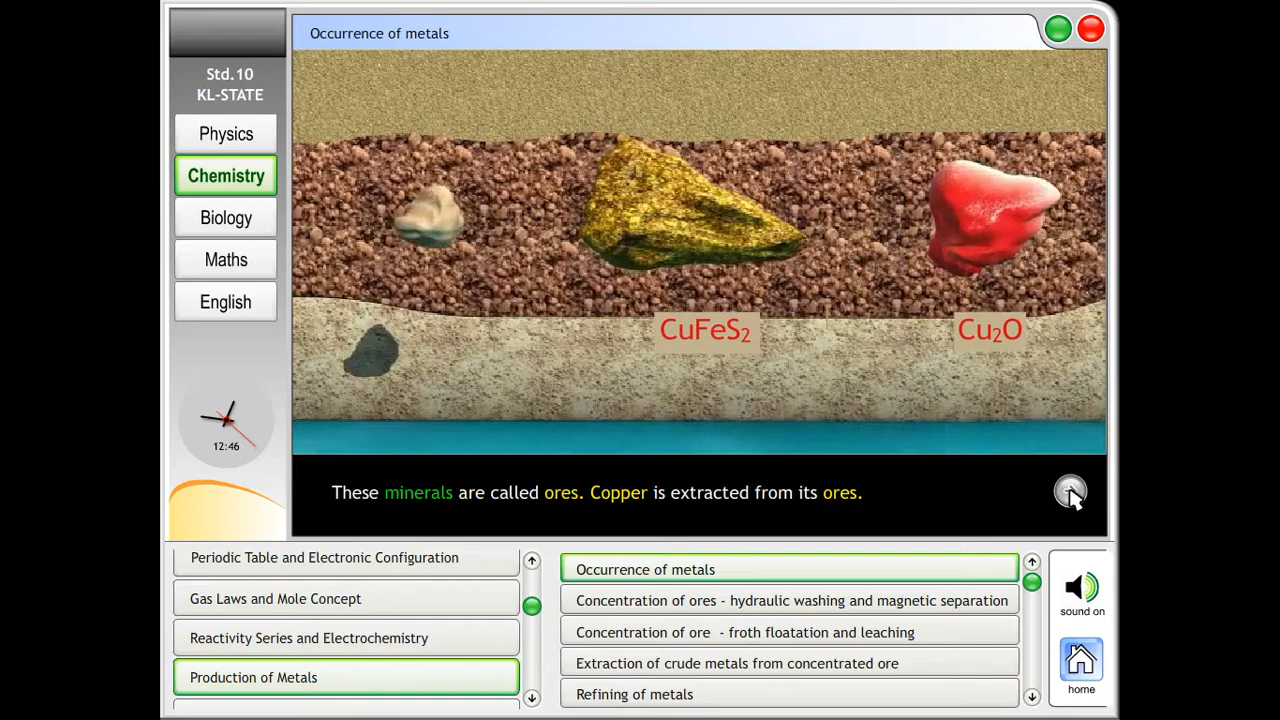 Occurrence of metals
Std.10
KL-STATE
Physics
Chemistry
Biology
Maths
English
12:46
CuFeS₂
Cu₂O
These minerals are called ores. Copper is extracted from its ores.
Periodic Table and Electronic Configuration
Gas Laws and Mole Concept
Reactivity Series and Electrochemistry
Production of Metals
Occurrence of metals
Concentration of ores - hydraulic washing and magnetic separation
Concentration of ore - froth floatation and leaching
Extraction of crude metals from concentrated ore
Refining of metals
sound on
home